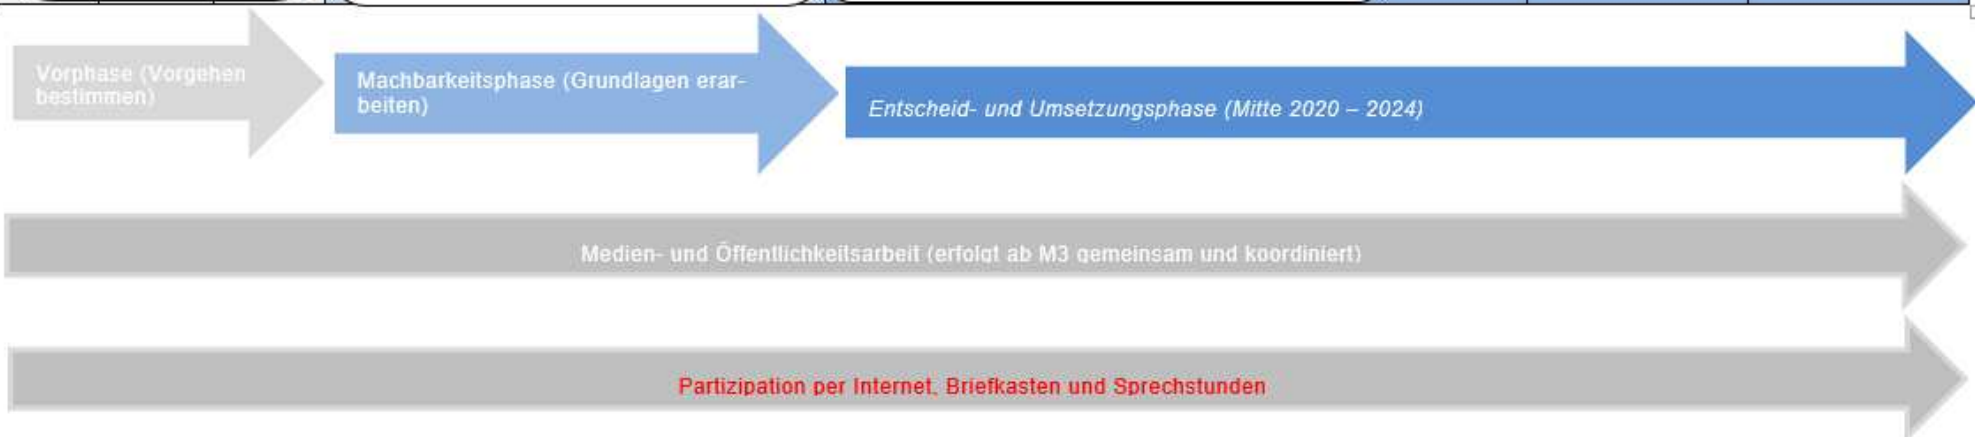 Vorphase (Vorgehen
bestimmen)
Machbarkeitsphase (Grundlagen erar-
beiten)
Entscheid- und Umsetzungsphase (Mitte 2020 – 2024)
Medien- und Öffentlichkeitsarbeit (erfolgt ab M3 gemeinsam und koordiniert)
Partizipation per Internet, Briefkasten und Sprechstunden